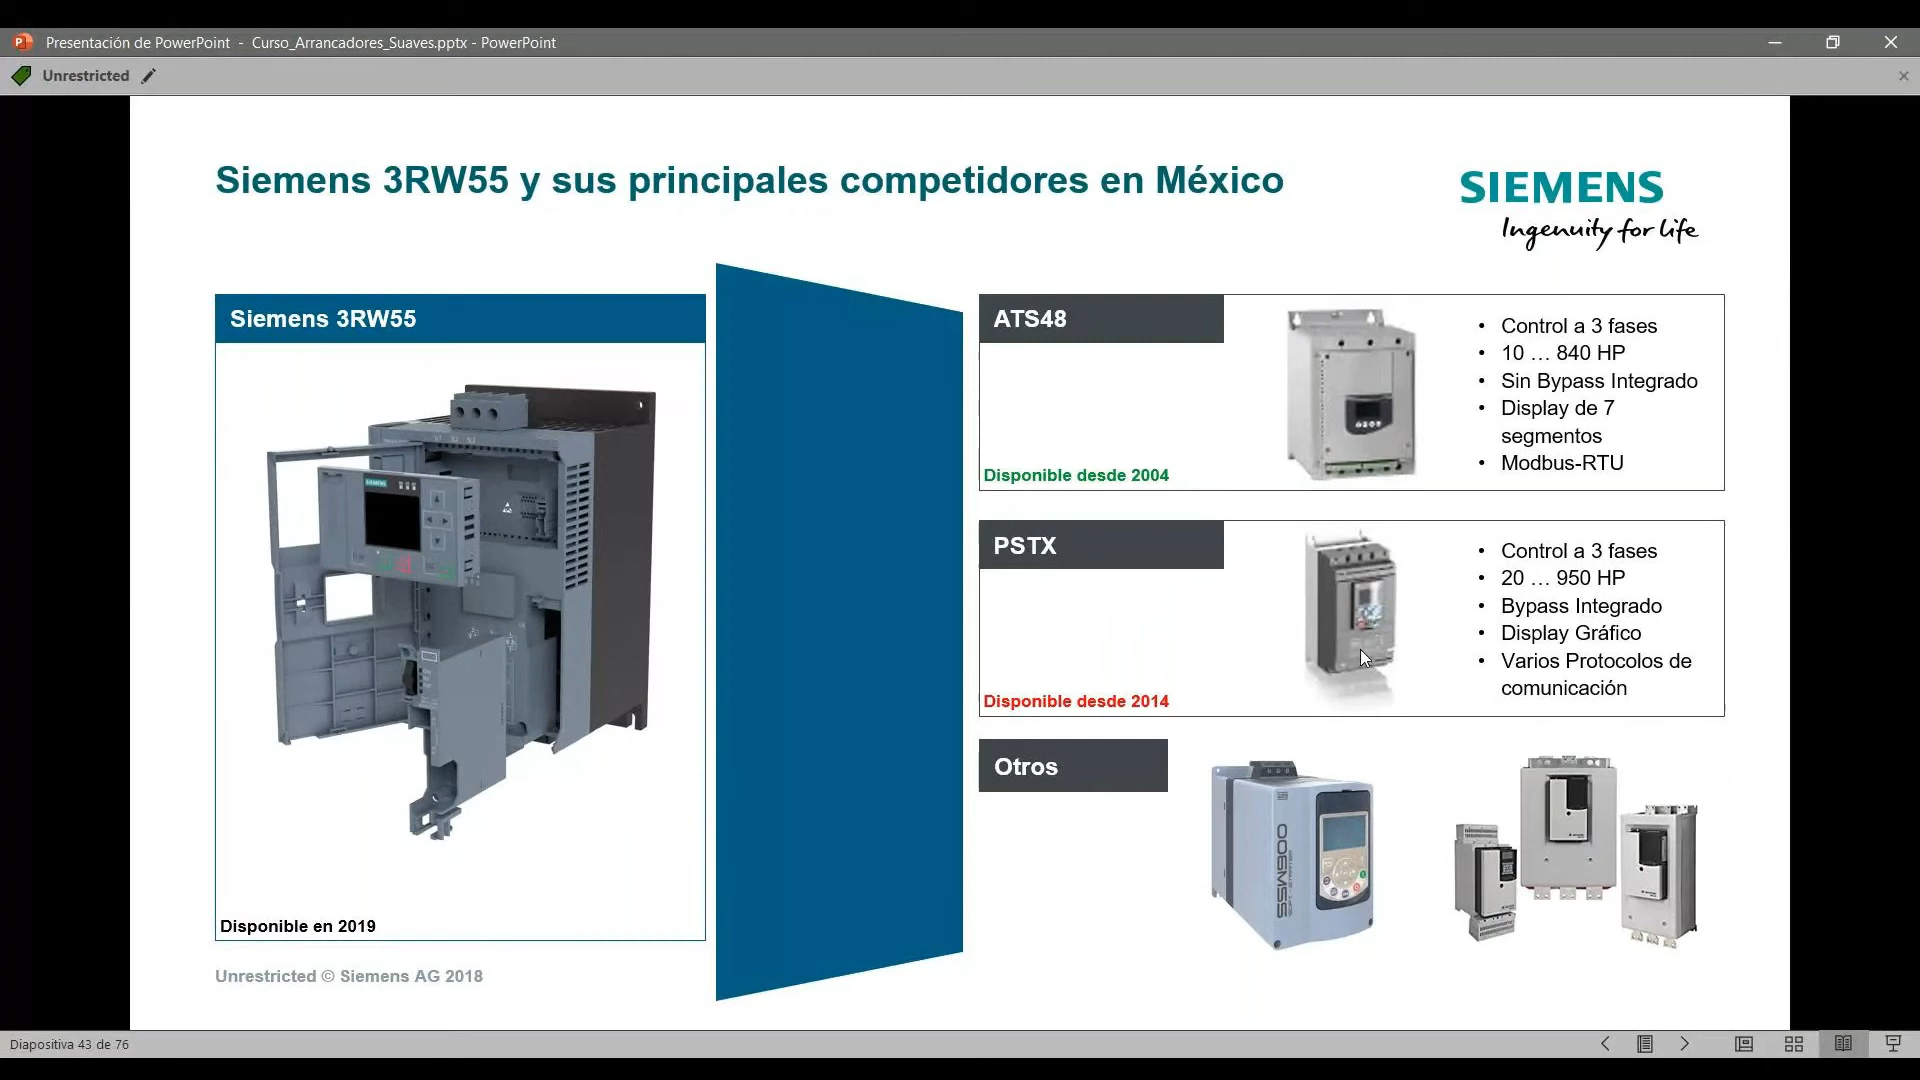 Presentación de PowerPoint - Curso_Arrancadores_Suaves.pptx - PowerPoint
Unrestricted
Siemens 3RW55 y sus principales competidores en México
SIEMENS
Ingenuity for life
Siemens 3RW55
SIEMENS
Disponible en 2019
ATS48
Disponible desde 2004
• Control a 3 fases
• 10 … 840 HP
• Sin Bypass Integrado
• Display de 7
segmentos
• Modbus-RTU
PSTX
Disponible desde 2014
• Control a 3 fases
• 20 … 950 HP
• Bypass Integrado
• Display Gráfico
• Varios Protocolos de
comunicación
Otros
SSW900
SOFT-STARTER
Unrestricted © Siemens AG 2018
Diapositiva 43 de 76